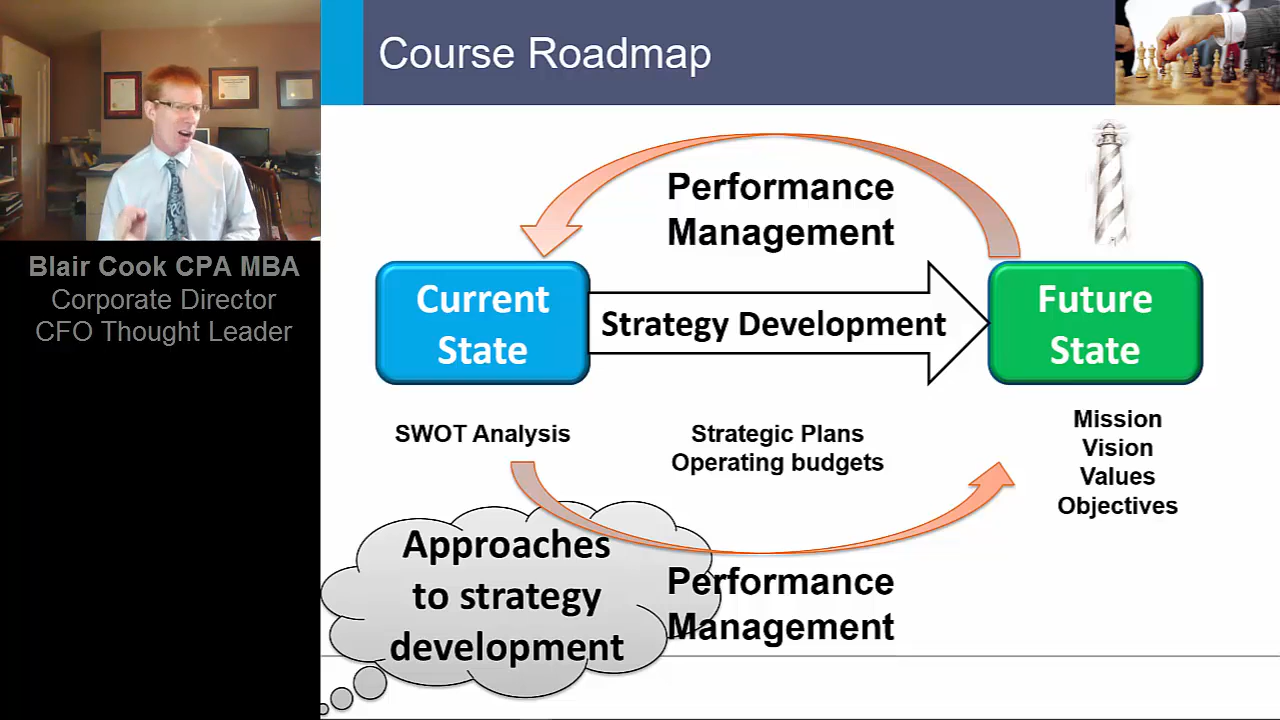 Course Roadmap
Blair Cook CPA MBA
Corporate Director
CFO Thought Leader
Performance
Management
Current
State
Strategy Development
Future
State
SWOT Analysis
Strategic Plans
Operating budgets
Mission
Vision
Values
Objectives
Approaches
to strategy
development
Performance
Management